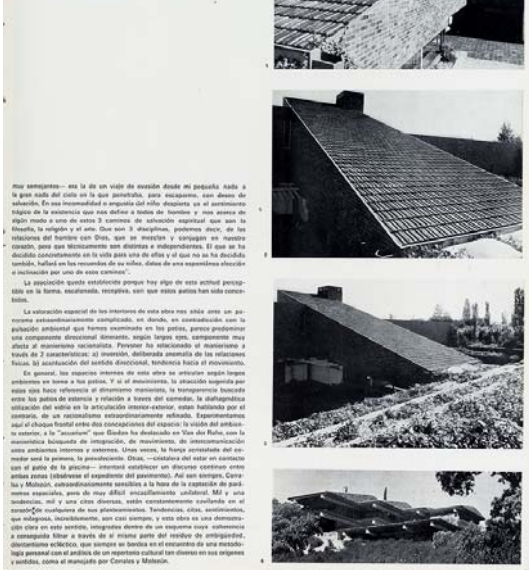 muy semejantes— era la de un viaje de evasión desde mi pequeña nada a
la gran nada del cielo en la que penetraba, para escaparme, con deseo de
salvación. En esa incomodidad o angustia del niño despierta ya el sentimiento
trágico de la existencia que nos define a todos de hombre y nos acerca de
algún modo a uno de estos 3 caminos de salvación espiritual que son la
filosofía, la religión y el arte. Que son 3 disciplinas, podemos decir, de las
relaciones del hombre con Dios, que se mezclan y conjugan en nuestro
corazón, pero que técnicamente son distintas e independientes. El que se ha
decidido concretamente en la vida para una de ellas y el que no se ha decidido
también, hallará en los recuerdos de su niñez, datos de una espontánea elección
e inclinación por uno de esos caminos".
La asociación queda establecida porque hay algo de esta actitud percep-
tible en la forma, escalonada, receptiva, con que estos patios han sido conce-
bidos.
La valoración espacial de los interiores de esta obra nos sitúa ante un pa-
norama extraordinariamente complicado, en donde, en contradicción con la
pulsación ambiental que hemos examinado en los patios, parece predominar
una componente direccional itinerante, según largos ejes, componente muy
afecta al manierismo racionalista. Pevsner ha relacionado el manierismo a
través de 2 características: a) inversión, deliberada anomalía de las relaciones
físicas. b) acentuación del sentido direccional, tendencia hacia el movimiento.
En general, los espacios internos de esta obra se articulan según largos
ambientes en torno a los patios. Y si el movimiento, la atracción sugerida por
estos ejes hace referencia al dinamismo manierista, la transparencia buscada
entre los patios de estancia y relación a través del comedor, la diafragmática
utilización del vidrio en la articulación interior-exterior, están hablando por el
contrario, de un racionalismo extraordinariamente refinado. Experimentamos
aquí el choque frontal entre dos concepciones del espacio: la visión del ambien-
te exterior, a lo "accarium" que Giedion ha destacado en Van der Rohe, con la
manierística búsqueda de integración, de movimiento, de intercomunicación
entre ambientes internos y externos. Unas veces, la franja acristalada del co-
medor será la primera, la prevaleciente. Otras, —cristalera del estar en contacto
con el patio de la piscina— intentará establecer un discurso continuo entre
ambas zonas (obsérvese el expediente del pavimento). Así son siempre, Corra-
les y Molezún, extraordinariamente sensibles a la hora de la captación de pará-
metros espaciales, pero de muy difícil encasillamiento unilateral. Mil y una
tendencias, mil y una citas diversas, están constantemente cavilando en el
corazón de cualquiera de sus planteamientos. Tendencias, citas, sentimientos,
que milagrosa, increíblemente, son casi siempre, y esta obra es una demostra-
ción clara en este sentido, integrados dentro de un esquema cuya coherencia
a conseguido filtrar a través de sí misma parte del residuo de ambigüedad,
dilentantismo ecléctico, que siempre se bordea en el encuentro de una metodo-
logía personal con el análisis de un repertorio cultural tan diverso en sus orígenes
y sentidos, como el manejado por Corrales y Molezún.